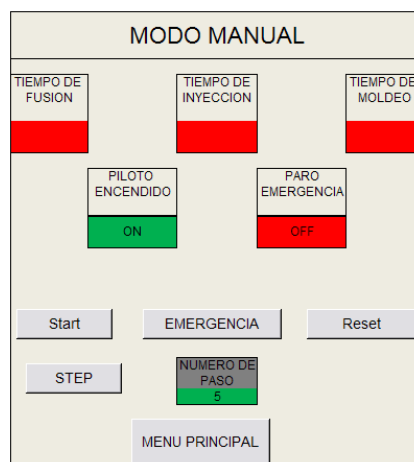 MODO MANUAL
TIEMPO DE
FUSION
TIEMPO DE
INYECCION
TIEMPO DE
MOLDEO
PILOTO
ENCENDIDO
ON
PARO
EMERGENCIA
OFF
Start
EMERGENCIA
Reset
STEP
NUMERO DE
PASO
5
MENU PRINCIPAL